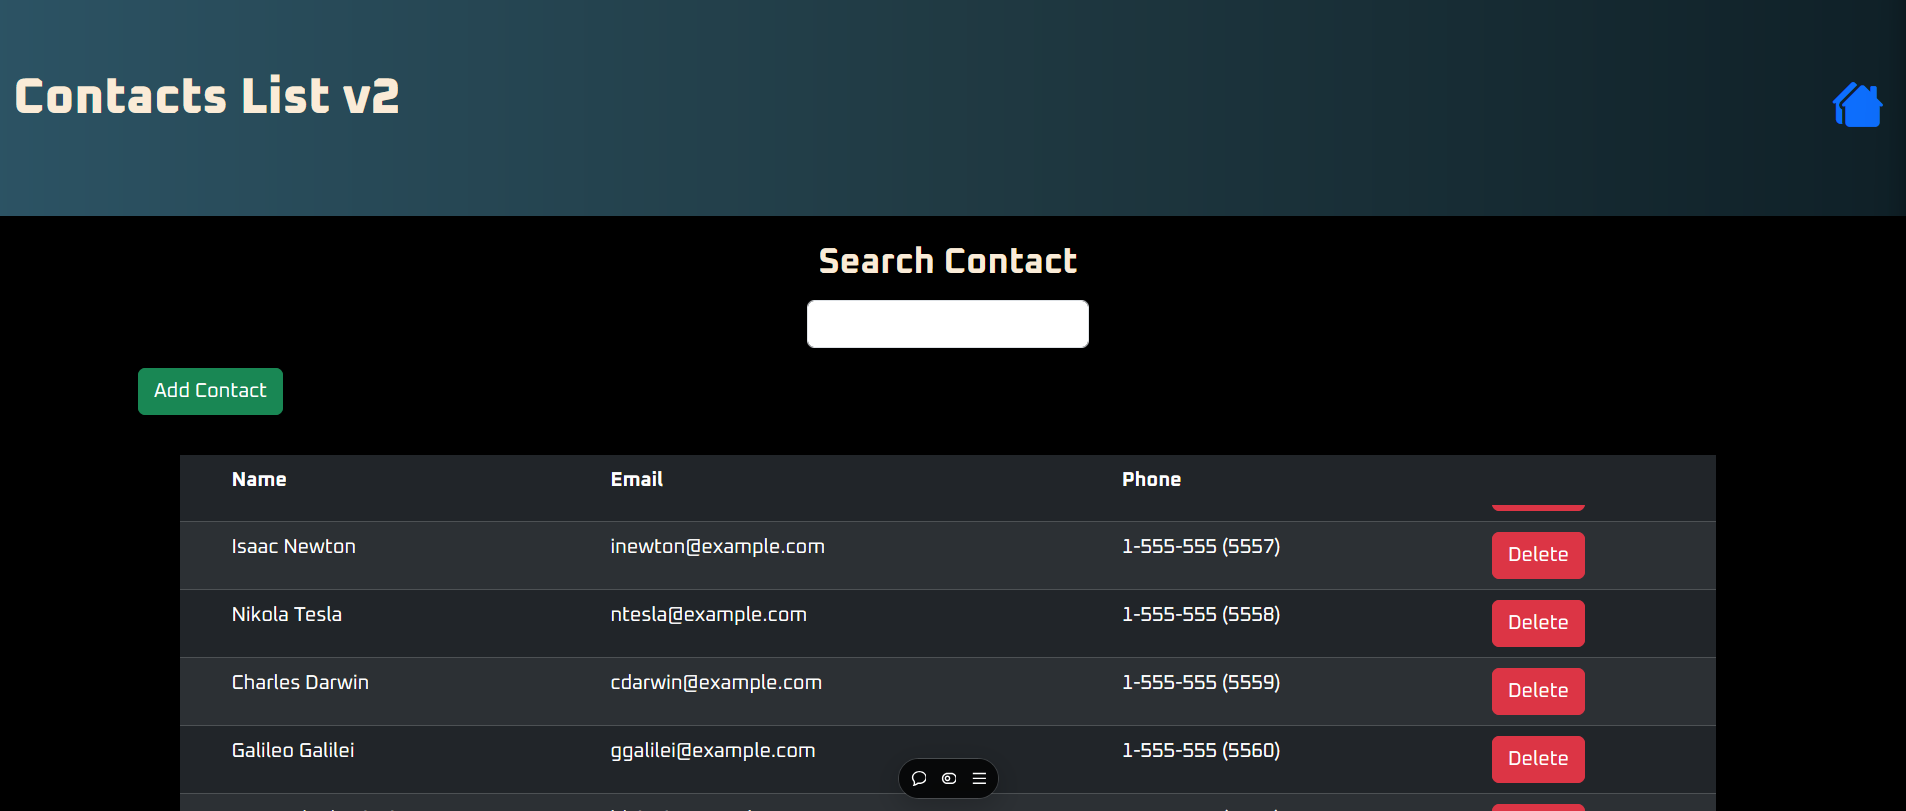 Contacts List v2
Search Contact
Add Contact
Name Email Phone
Isaac Newton inewton@example.com 1-555-555 (5557) Delete
Nikola Tesla ntesla@example.com 1-555-555 (5558) Delete
Charles Darwin cdarwin@example.com 1-555-555 (5559) Delete
Galileo Galilei ggalilei@example.com 1-555-555 (5560) Delete